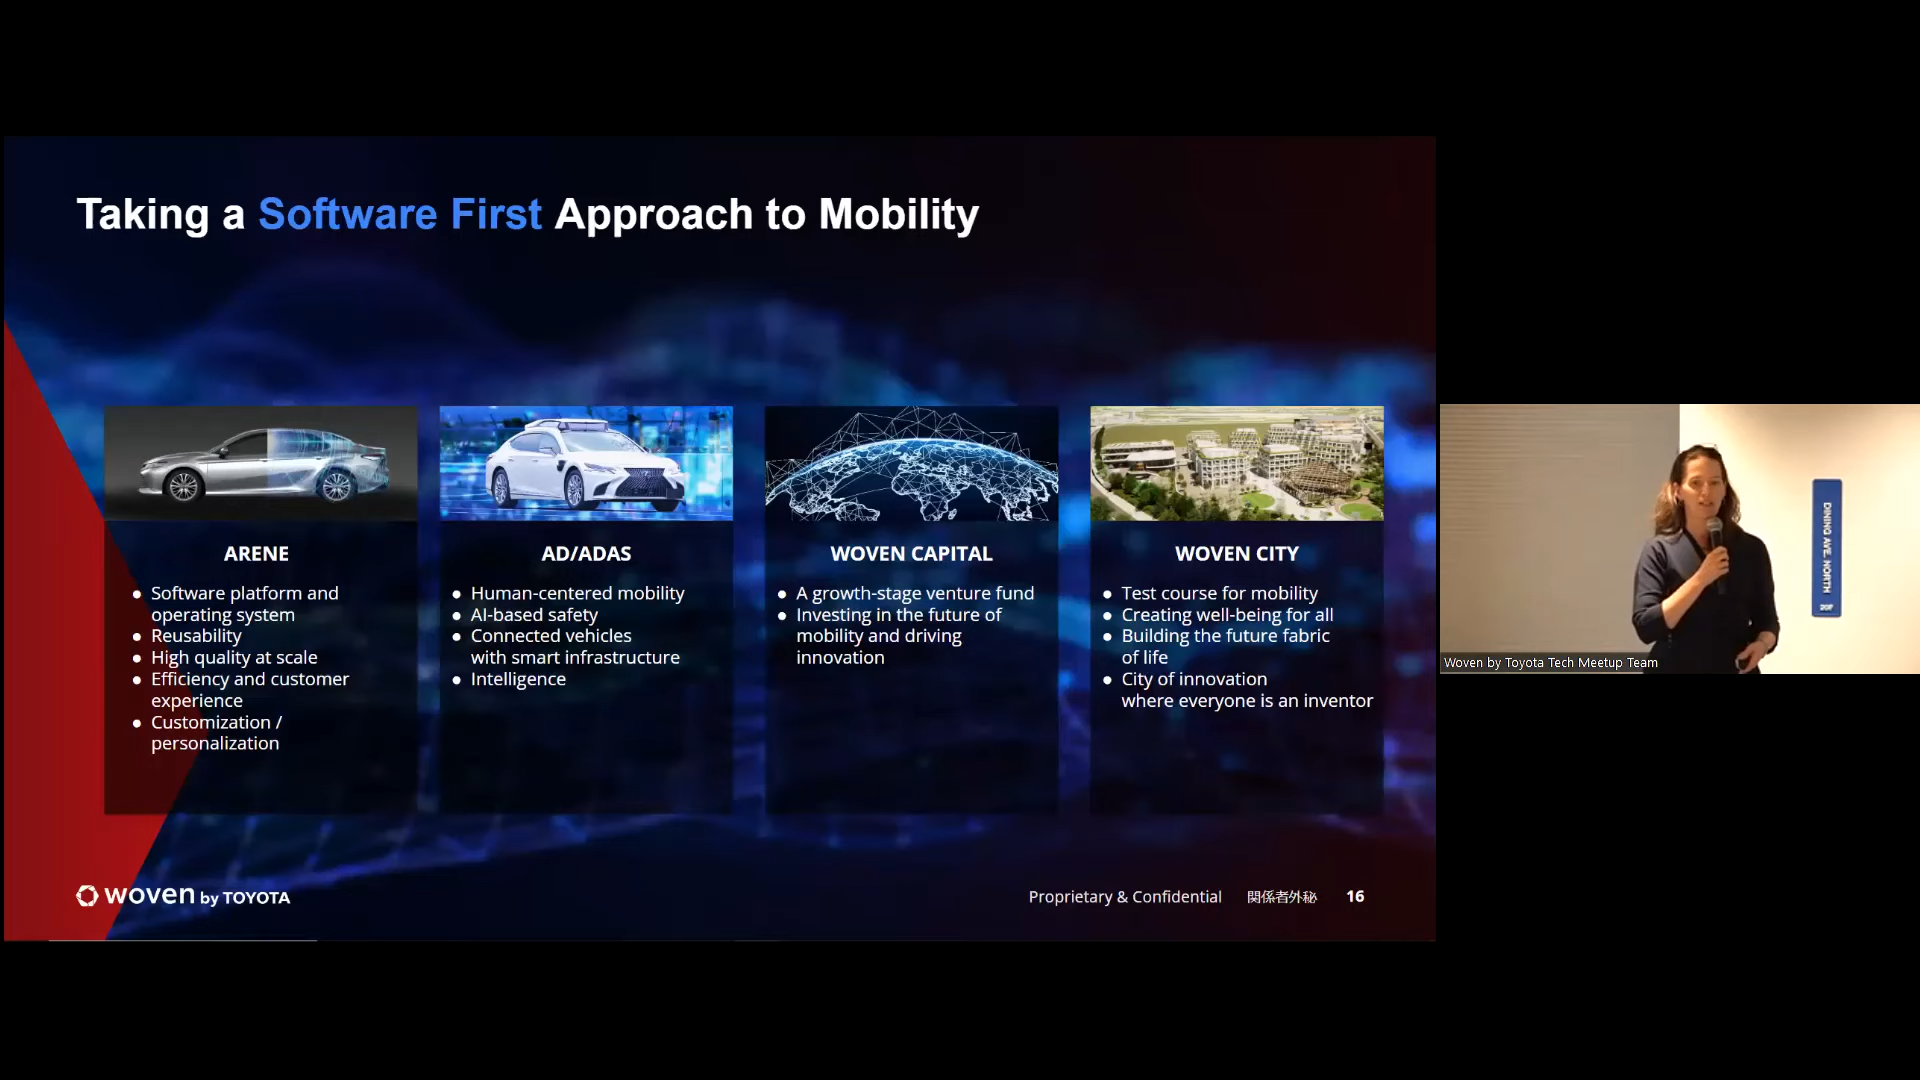 Taking a Software First Approach to Mobility
ARENE
● Software platform and
operating system
● Reusability
● High quality at scale
● Efficiency and customer
experience
● Customization /
personalization
AD/ADAS
● Human-centered mobility
● AI-based safety
● Connected vehicles
with smart infrastructure
● Intelligence
WOVEN CAPITAL
● A growth-stage venture fund
● Investing in the future of
mobility and driving
innovation
WOVEN CITY
● Test course for mobility
● Creating well-being for all
● Building the future fabric
of life
● City of innovation
where everyone is an inventor
woven by TOYOTA
Proprietary & Confidential 関係者外秘 16
DINING AVE. NORTH
20F
Woven by Toyota Tech Meetup Team